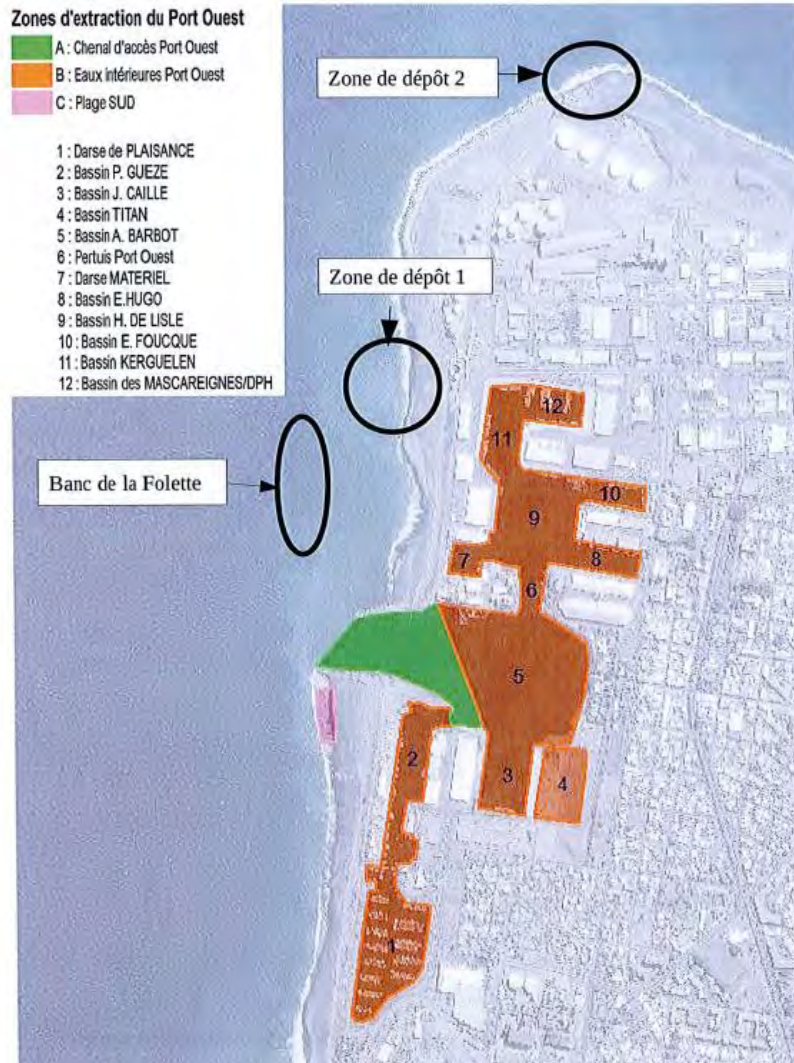 Zones d'extraction du Port Ouest
A : Chenal d'accès Port Ouest
B : Eaux intérieures Port Ouest
C : Plage SUD
1 : Darse de PLAISANCE
2 : Bassin P. GUEZE
3 : Bassin J. CAILLE
4 : Bassin TITAN
5 : Bassin A. BARBOT
6 : Pertuis Port Ouest
7 : Darse MATERIEL
8 : Bassin E.HUGO
9 : Bassin H. DE LISLE
10 : Bassin E. FOUCQUE
11 : Bassin KERGUELEN
12 : Bassin des MASCAREIGNES/DPH
Zone de dépôt 2
Zone de dépôt 1
Banc de la Folette
12
11
10
9
8
7
6
5
4
3
2
1